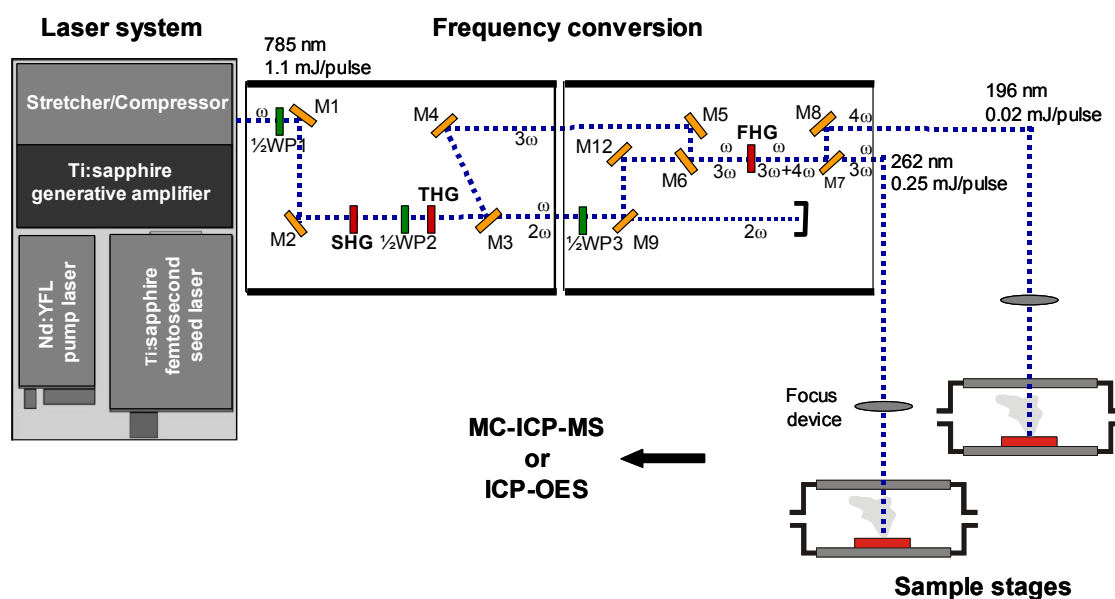 Laser system
Frequency conversion
785 nm
1.1 mJ/pulse
Stretcher/Compressor
Ti:sapphire
generative amplifier
Nd:YFL
pump laser
Ti:sapphire
femtosecond
seed laser
ω
M1
½WP1
M2
SHG
½WP2
THG
M4
3ω
M3
ω
2ω
½WP3
M12
M9
2ω
M5
M6
ω
3ω
FHG
ω
3ω+4ω
M8
M7
4ω
ω
3ω
196 nm
0.02 mJ/pulse
262 nm
0.25 mJ/pulse
Focus
device
MC-ICP-MS
or
ICP-OES
Sample stages